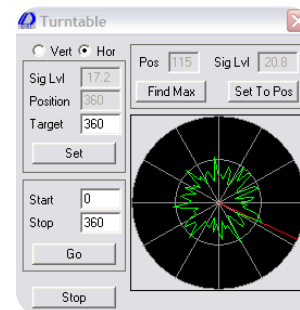 Turntable
Vert Hor
Sig Lvl 17.2
Position 360
Target 360
Set
Start 0
Stop 360
Go
Stop
Pos 115 Sig Lvl 20.8
Find Max Set To Pos